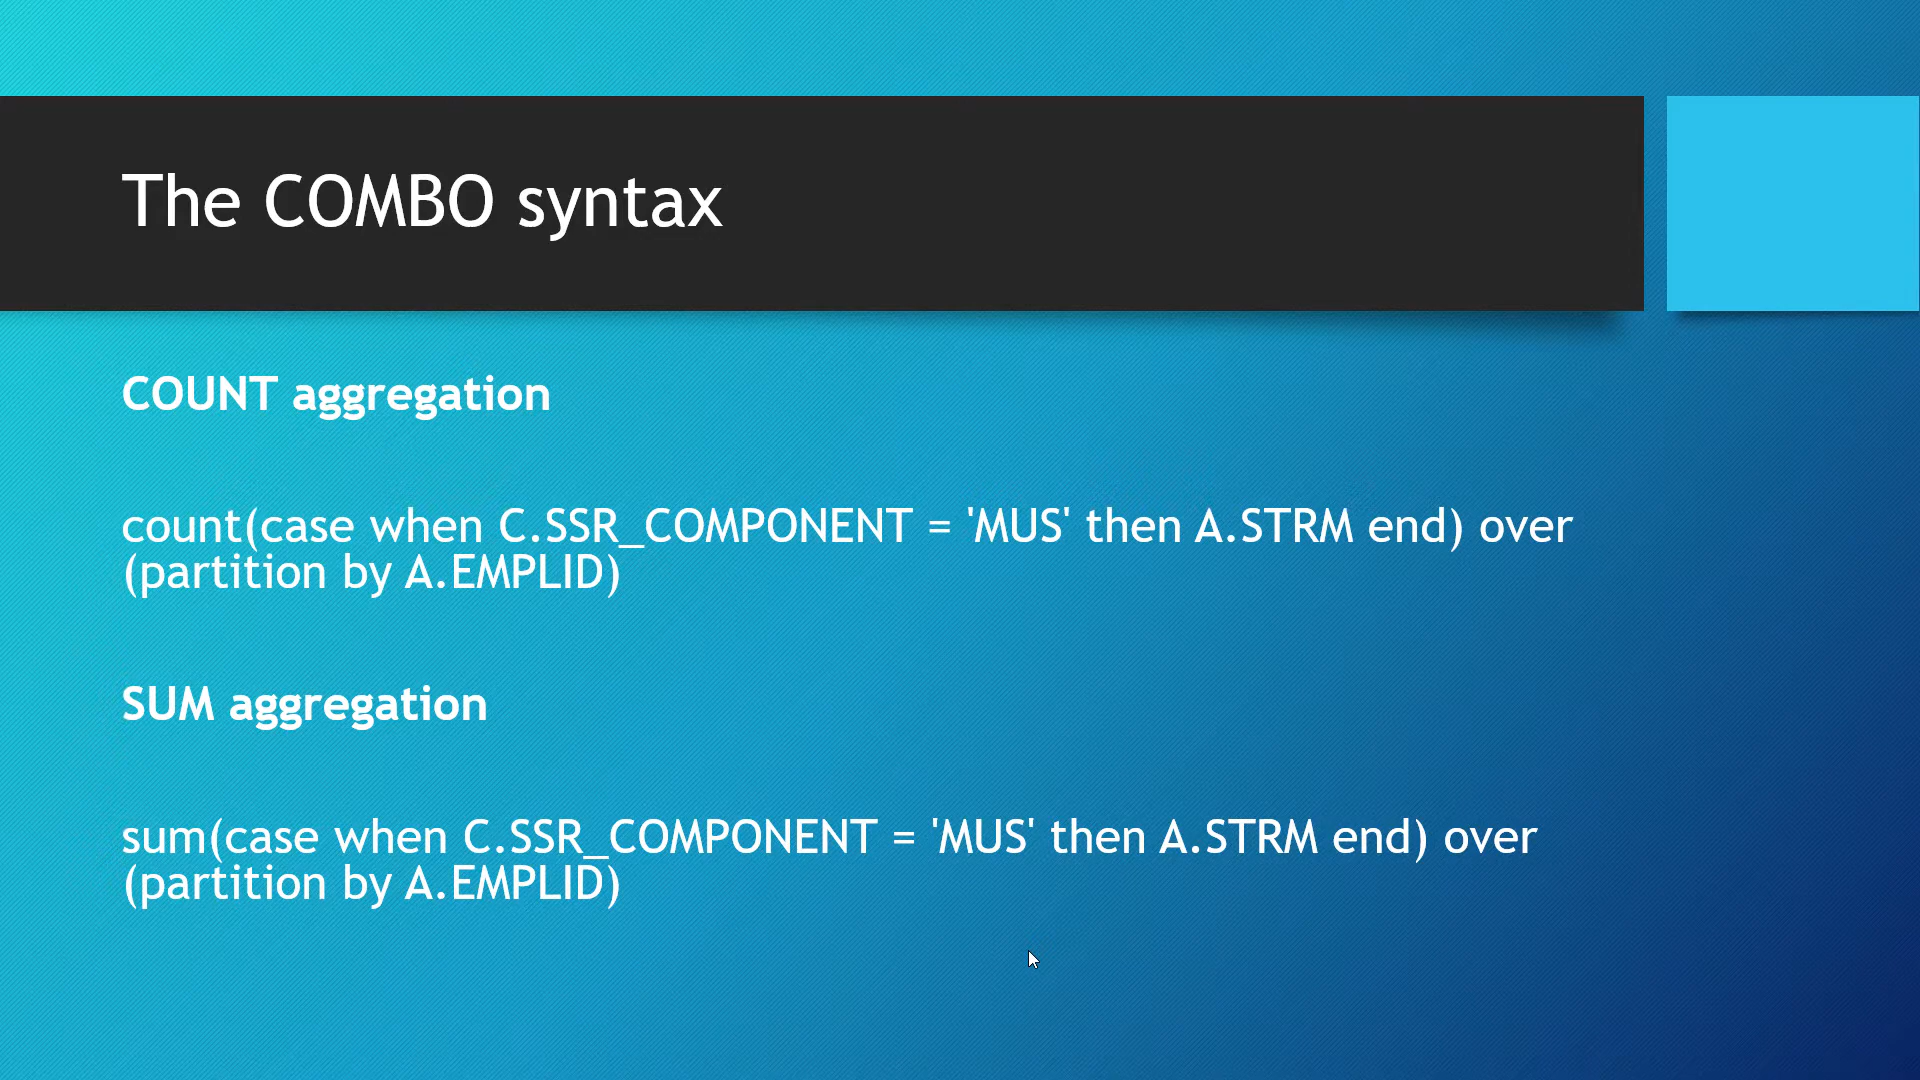 The COMBO syntax
COUNT aggregation
count(case when C.SSR_COMPONENT = 'MUS' then A.STRM end) over
(partition by A.EMPLID)
SUM aggregation
sum(case when C.SSR_COMPONENT = 'MUS' then A.STRM end) over
(partition by A.EMPLID)